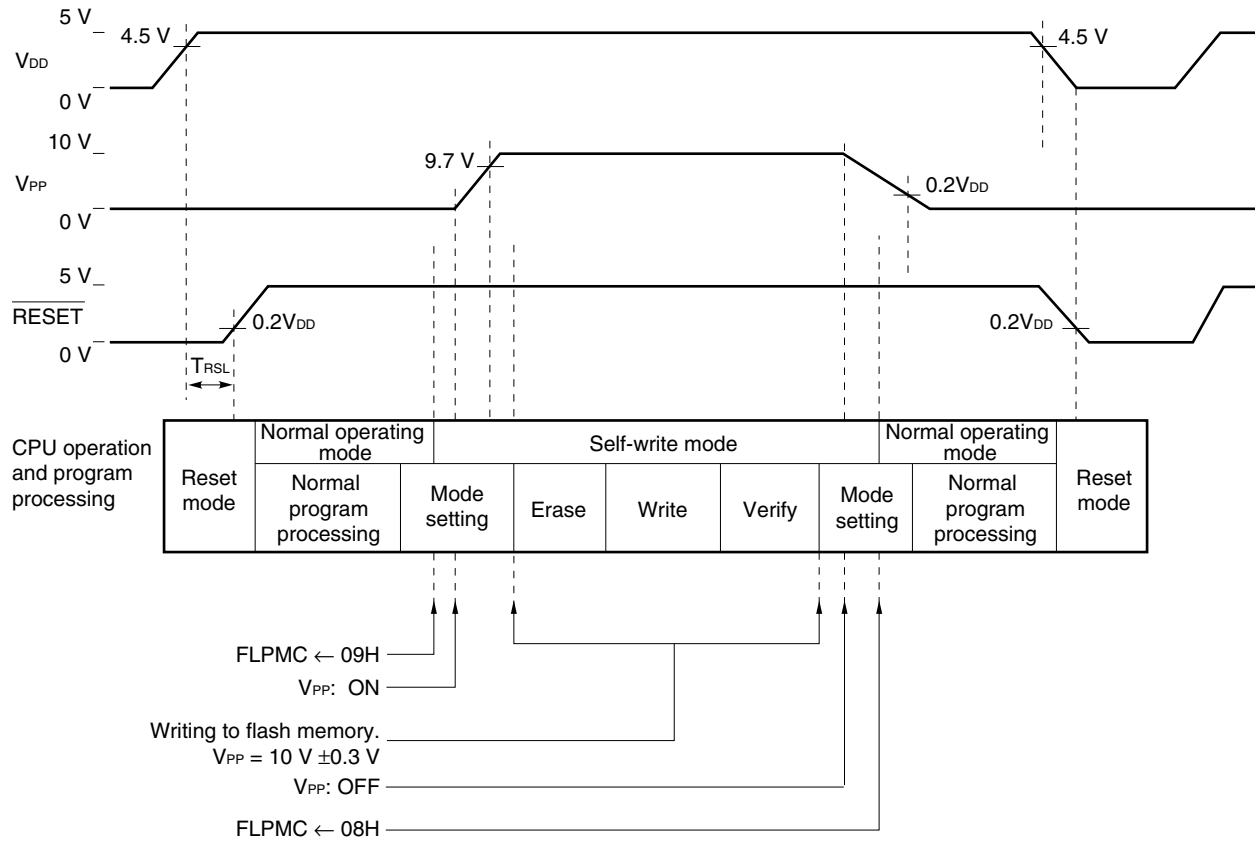 5 V
4.5 V
4.5 V
VDD
0 V
10 V
9.7 V
VPP
0.2VDD
0 V
5 V
RESET
0.2VDD
0.2VDD
0 V
TRSL
CPU operation
and program
processing
Reset
mode
Normal operating
mode
Self-write mode
Normal operating
mode
Reset
mode
Normal
program
processing
Mode
setting
Erase
Write
Verify
Mode
setting
Normal
program
processing
FLPMC ← 09H
VPP: ON
Writing to flash memory.
VPP = 10 V ±0.3 V
VPP: OFF
FLPMC ← 08H